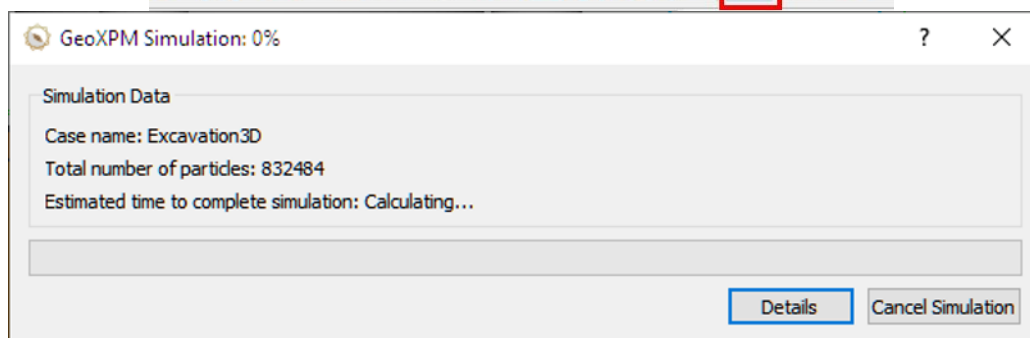 GeoXPM Simulation: 0%
?
Simulation Data
Case name: Excavation3D
Total number of particles: 832484
Estimated time to complete simulation: Calculating...
Details
Cancel Simulation